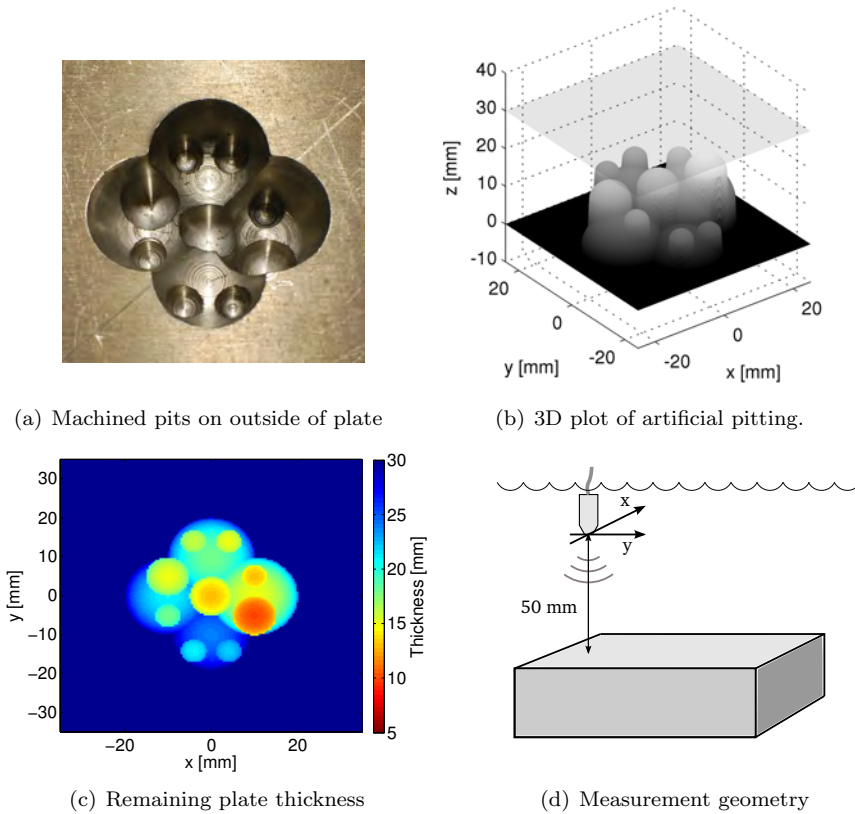 40
30
20
10
0
-10
z [mm]
20
0
-20
y [mm]
-20
0
20
x [mm]
(a) Machined pits on outside of plate
(b) 3D plot of artificial pitting.
30
20
10
0
−10
−20
−30
y [mm]
−20
0
20
x [mm]
30
25
20
15
10
5
Thickness [mm]
x
y
50 mm
(c) Remaining plate thickness
(d) Measurement geometry